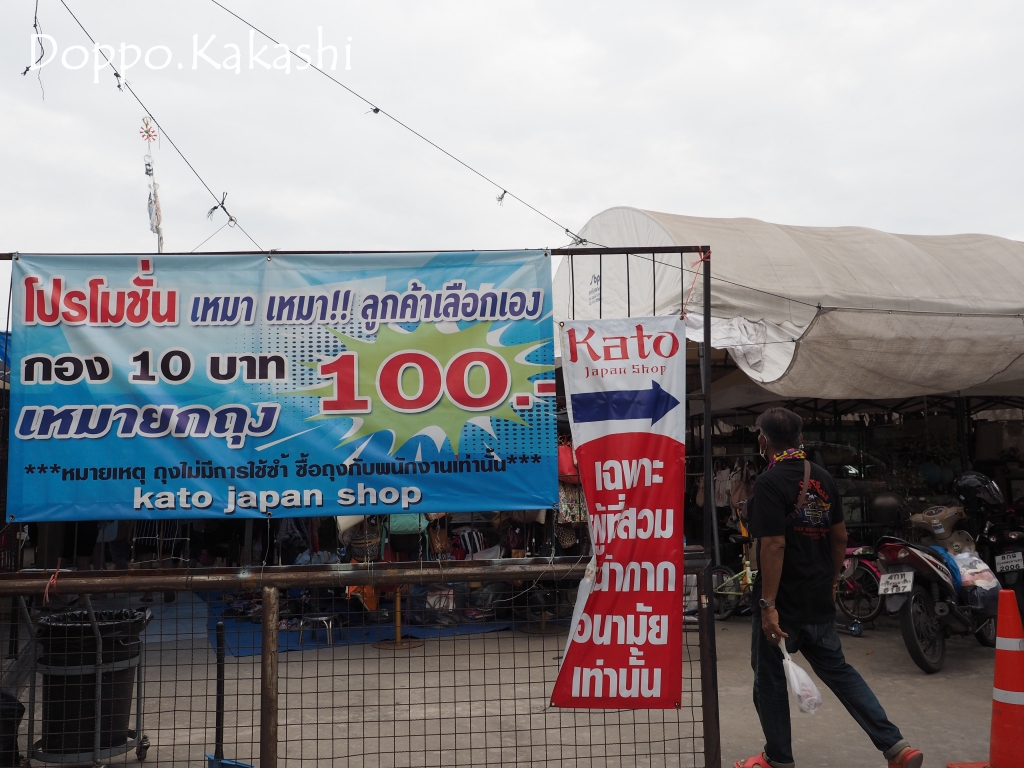 Doppo.Kakashi
โปรโมชั่น เหมา เหมา!! ลูกค้าเลือกเอง
กอง 10 บาท 100.-
เหมายกถุง
***หมายเหตุ ถุงไม่มีการใช้ซ้ำ ซื้อถุงกับพนักงานเท่านั้น***
kato japan shop
Kato
Japan Shop
เฉพาะ
ผู้ที่สวม
หน้ากาก
อนามัย
เท่านั้น